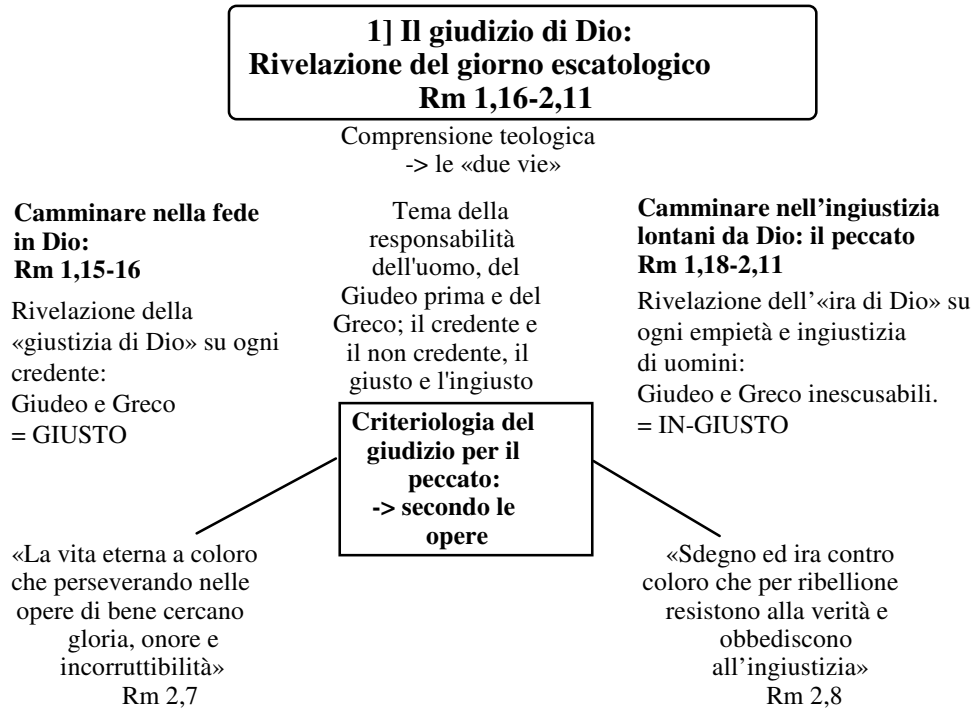 1] Il giudizio di Dio:
Rivelazione del giorno escatologico
Rm 1,16-2,11
Comprensione teologica
-> le «due vie»
Camminare nella fede
in Dio:
Rm 1,15-16
Rivelazione della
«giustizia di Dio» su ogni
credente:
Giudeo e Greco
= GIUSTO
Tema della
responsabilità
dell'uomo, del
Giudeo prima e del
Greco; il credente e
il non credente, il
giusto e l'ingiusto
Camminare nell’ingiustizia
lontani da Dio: il peccato
Rm 1,18-2,11
Rivelazione dell’«ira di Dio» su
ogni empietà e ingiustizia
di uomini:
Giudeo e Greco inescusabili.
= IN-GIUSTO
Criteriologia del
giudizio per il
peccato:
-> secondo le
opere
«La vita eterna a coloro
che perseverando nelle
opere di bene cercano
gloria, onore e
incorruttibilità»
Rm 2,7
«Sdegno ed ira contro
coloro che per ribellione
resistono alla verità e
obbediscono
all’ingiustizia»
Rm 2,8